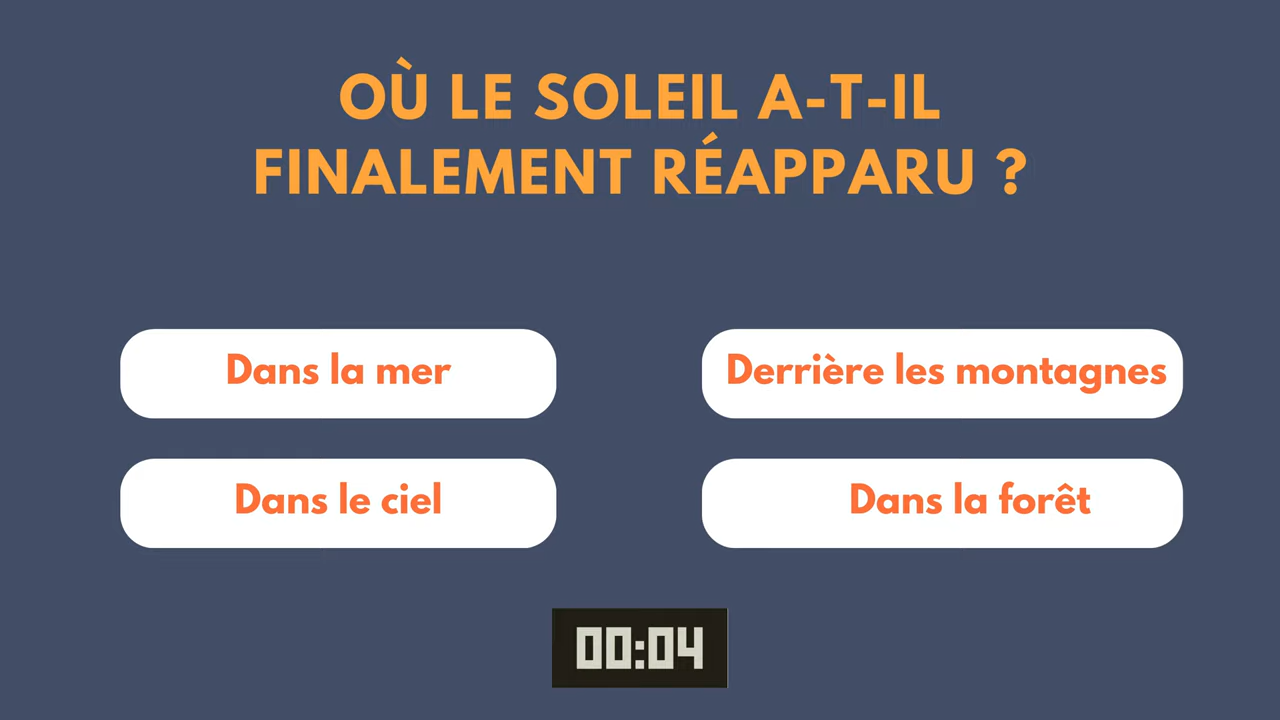 OÙ LE SOLEIL A-T-IL
FINALEMENT RÉAPPARU ?
Dans la mer
Derrière les montagnes
Dans le ciel
Dans la forêt
00:04